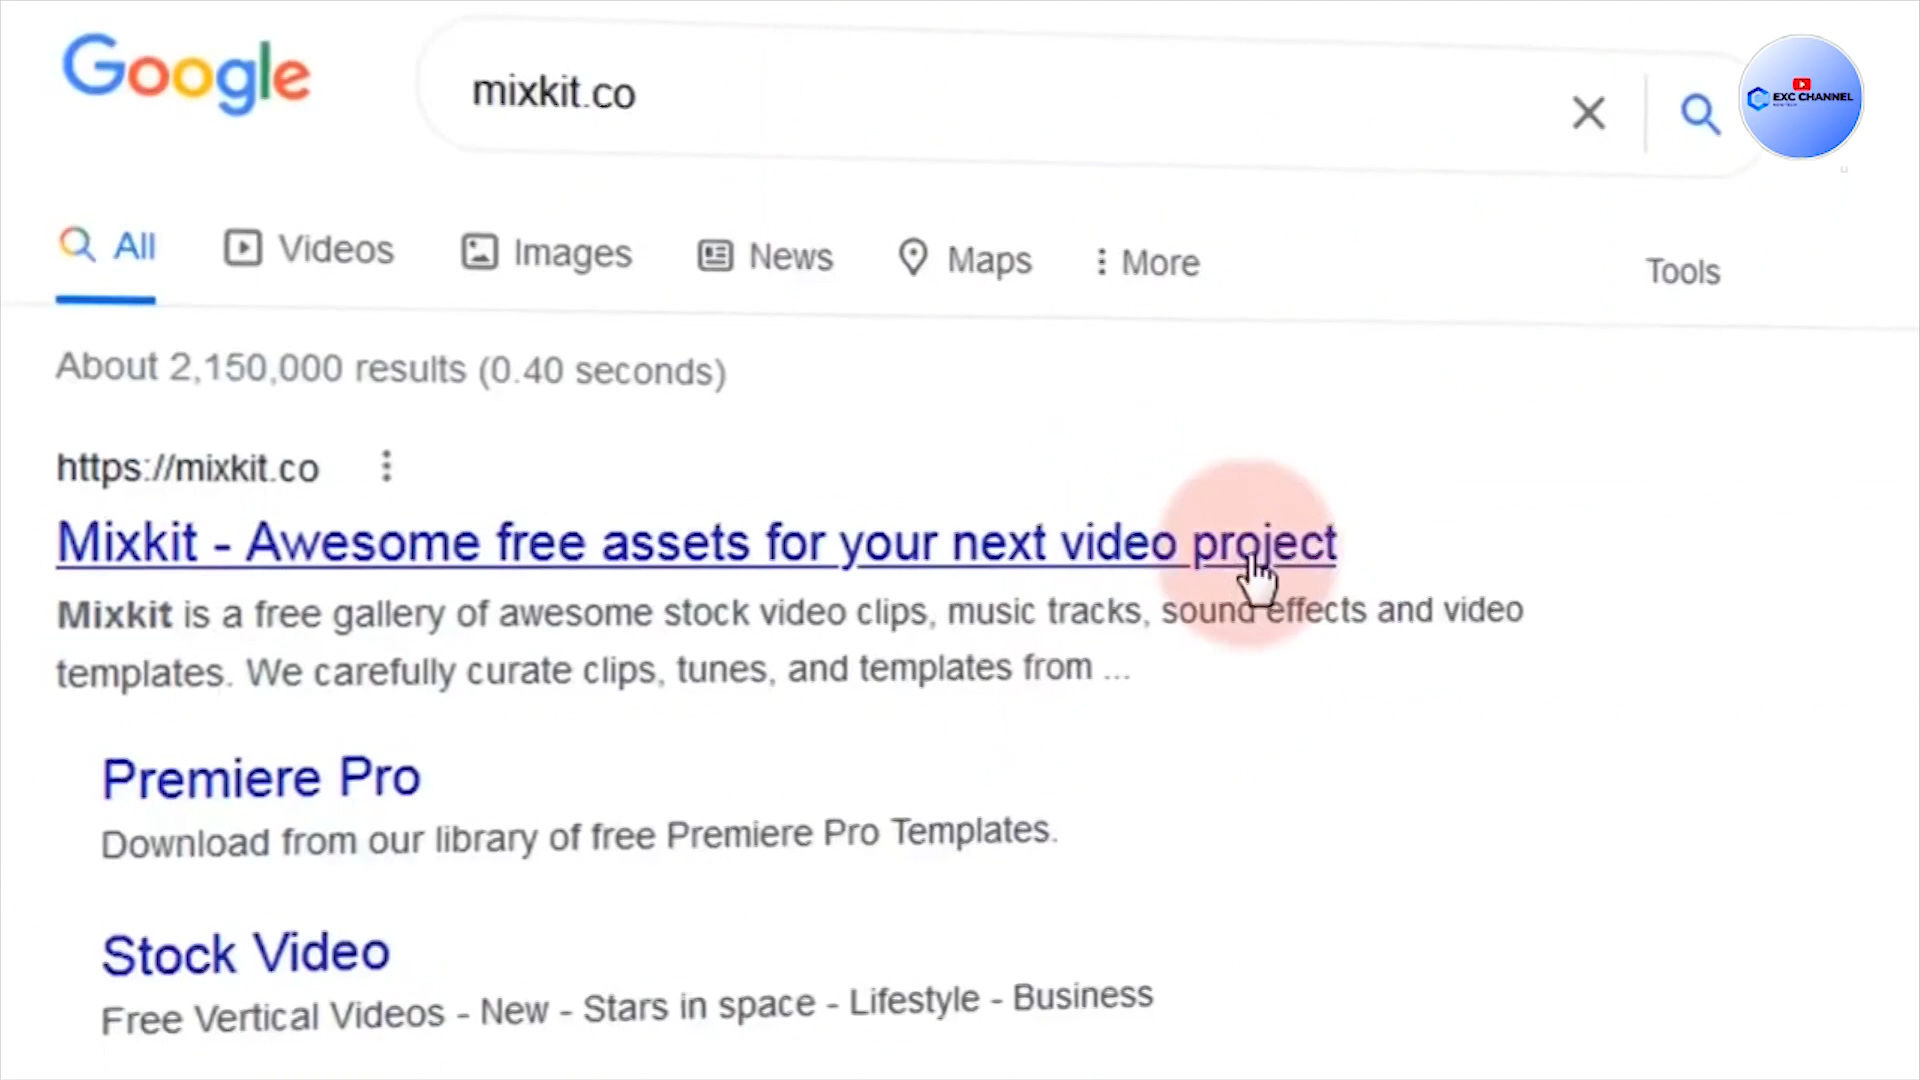 Google
mixkit.co
EXC CHANNEL
All
Videos
Images
News
Maps
More
Tools
About 2,150,000 results (0.40 seconds)
https://mixkit.co
Mixkit - Awesome free assets for your next video project
Mixkit is a free gallery of awesome stock video clips, music tracks, sound effects and video
templates. We carefully curate clips, tunes, and templates from ...
Premiere Pro
Download from our library of free Premiere Pro Templates.
Stock Video
Free Vertical Videos - New - Stars in space - Lifestyle - Business